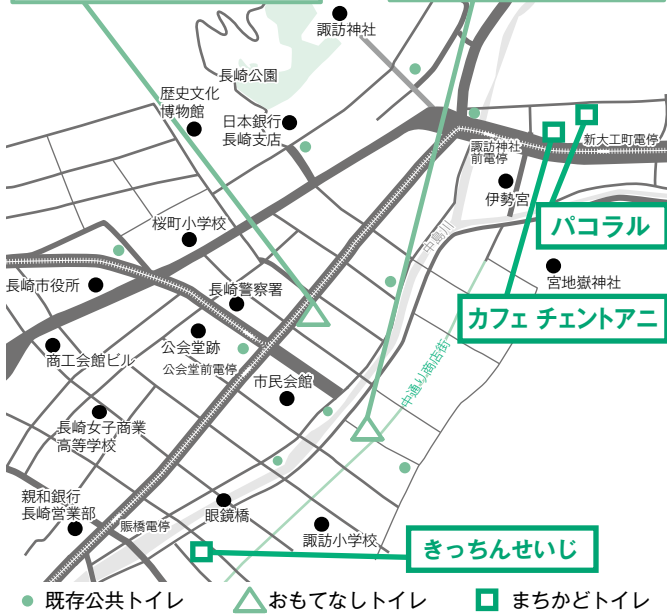 諏訪神社
長崎公園
歴史文化
博物館
日本銀行
長崎支店
諏訪神社
前電停
新大工町電停
伊勢宮
パコラル
桜町小学校
中島川
宮地嶽神社
長崎市役所
長崎警察署
カフェ チェントアニ
商工会館ビル
公会堂跡
公会堂前電停
市民会館
中通り商店街
長崎女子商業
高等学校
親和銀行
長崎営業部
賑橋電停
眼鏡橋
諏訪小学校
きっちんせいじ
既存公共トイレ
おもてなしトイレ
まちかどトイレ